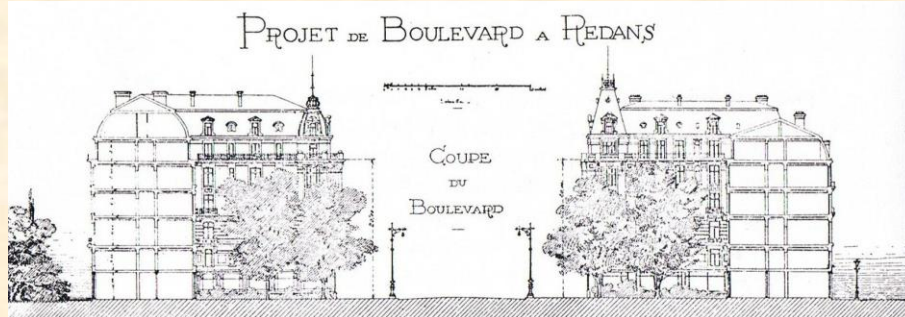 PROJET DE BOULEVARD A REDANS
COUPE
DU
BOULEVARD